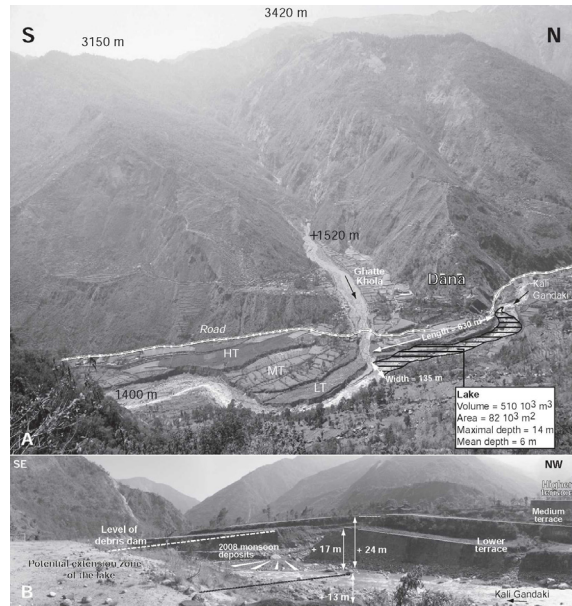 3420 m
S
N
3150 m
+1520 m
Ghatte
Khola
Dānā
Kali
Gandaki
Length = 630 m
Road
HT
MT
LT
Width = 135 m
1400 m
Lake
Volume = 510 10³ m³
Area = 82 10³ m²
Maximal depth = 14 m
Mean depth = 6 m
A
SE
NW
Higher
terrace
Medium
terrace
Level of
debris dam
2008 monsoon
deposits
+ 17 m
+ 24 m
Lower
terrace
Potential extension zone
of the lake
+ 13 m
Kali Gandaki
B